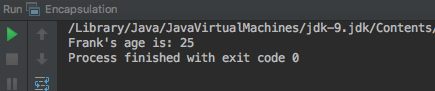 Run Encapsulation
/Library/Java/JavaVirtualMachines/jdk-9.jdk/Contents/
Frank's age is: 25
Process finished with exit code 0